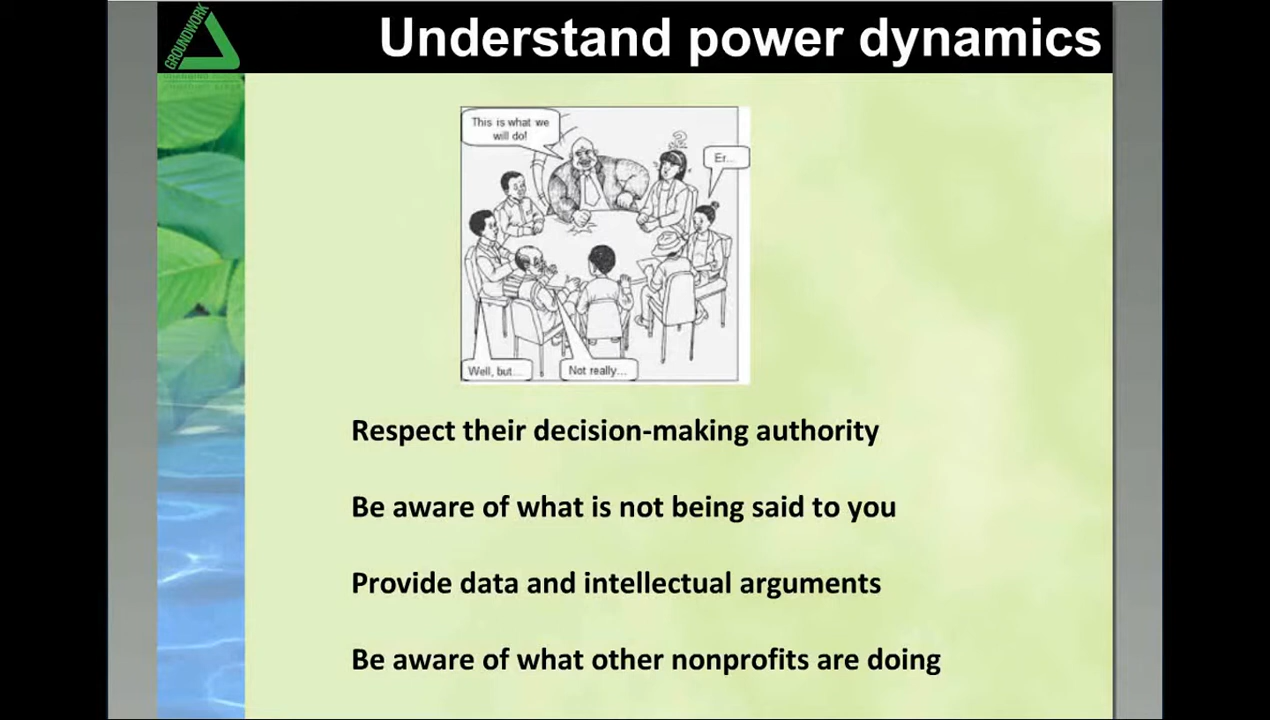 GROUNDWORK
Understand power dynamics
This is what we
will do!
Er...
Well, but...
Not really...
Respect their decision-making authority
Be aware of what is not being said to you
Provide data and intellectual arguments
Be aware of what other nonprofits are doing